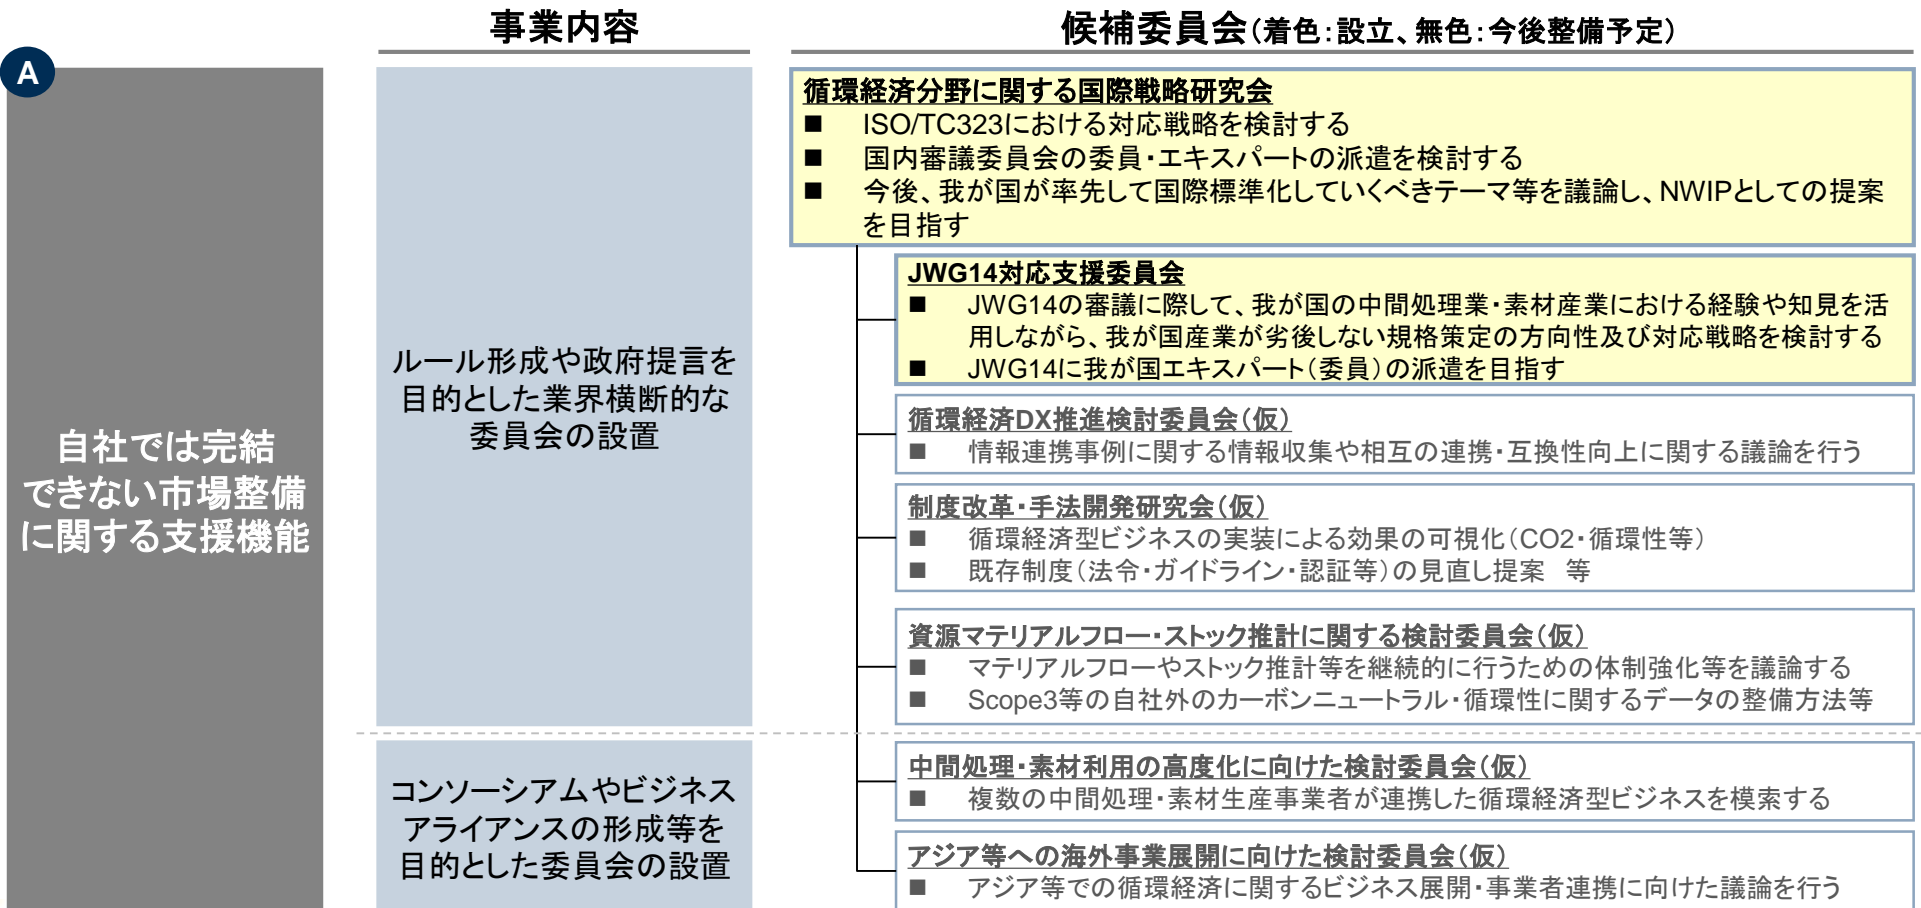 事業内容
候補委員会(着色:設立、無色:今後整備予定)
A
自社では完結
できない市場整備
に関する支援機能
ルール形成や政府提言を
目的とした業界横断的な
委員会の設置
循環経済分野に関する国際戦略研究会
■ ISO/TC323における対応戦略を検討する
■ 国内審議委員会の委員・エキスパートの派遣を検討する
■ 今後、我が国が率先して国際標準化していくべきテーマ等を議論し、NWIPとしての提案
を目指す
JWG14対応支援委員会
■ JWG14の審議に際して、我が国の中間処理業・素材産業における経験や知見を活
用しながら、我が国産業が劣後しない規格策定の方向性及び対応戦略を検討する
■ JWG14に我が国エキスパート(委員)の派遣を目指す
循環経済DX推進検討委員会(仮)
■ 情報連携事例に関する情報収集や相互の連携・互換性向上に関する議論を行う
制度改革・手法開発研究会(仮)
■ 循環経済型ビジネスの実装による効果の可視化(CO2・循環性等)
■ 既存制度(法令・ガイドライン・認証等)の見直し提案 等
資源マテリアルフロー・ストック推計に関する検討委員会(仮)
■ マテリアルフローやストック推計等を継続的に行うための体制強化等を議論する
■ Scope3等の自社外のカーボンニュートラル・循環性に関するデータの整備方法等
コンソーシアムやビジネス
アライアンスの形成等を
目的とした委員会の設置
中間処理・素材利用の高度化に向けた検討委員会(仮)
■ 複数の中間処理・素材生産事業者が連携した循環経済型ビジネスを模索する
アジア等への海外事業展開に向けた検討委員会(仮)
■ アジア等での循環経済に関するビジネス展開・事業者連携に向けた議論を行う